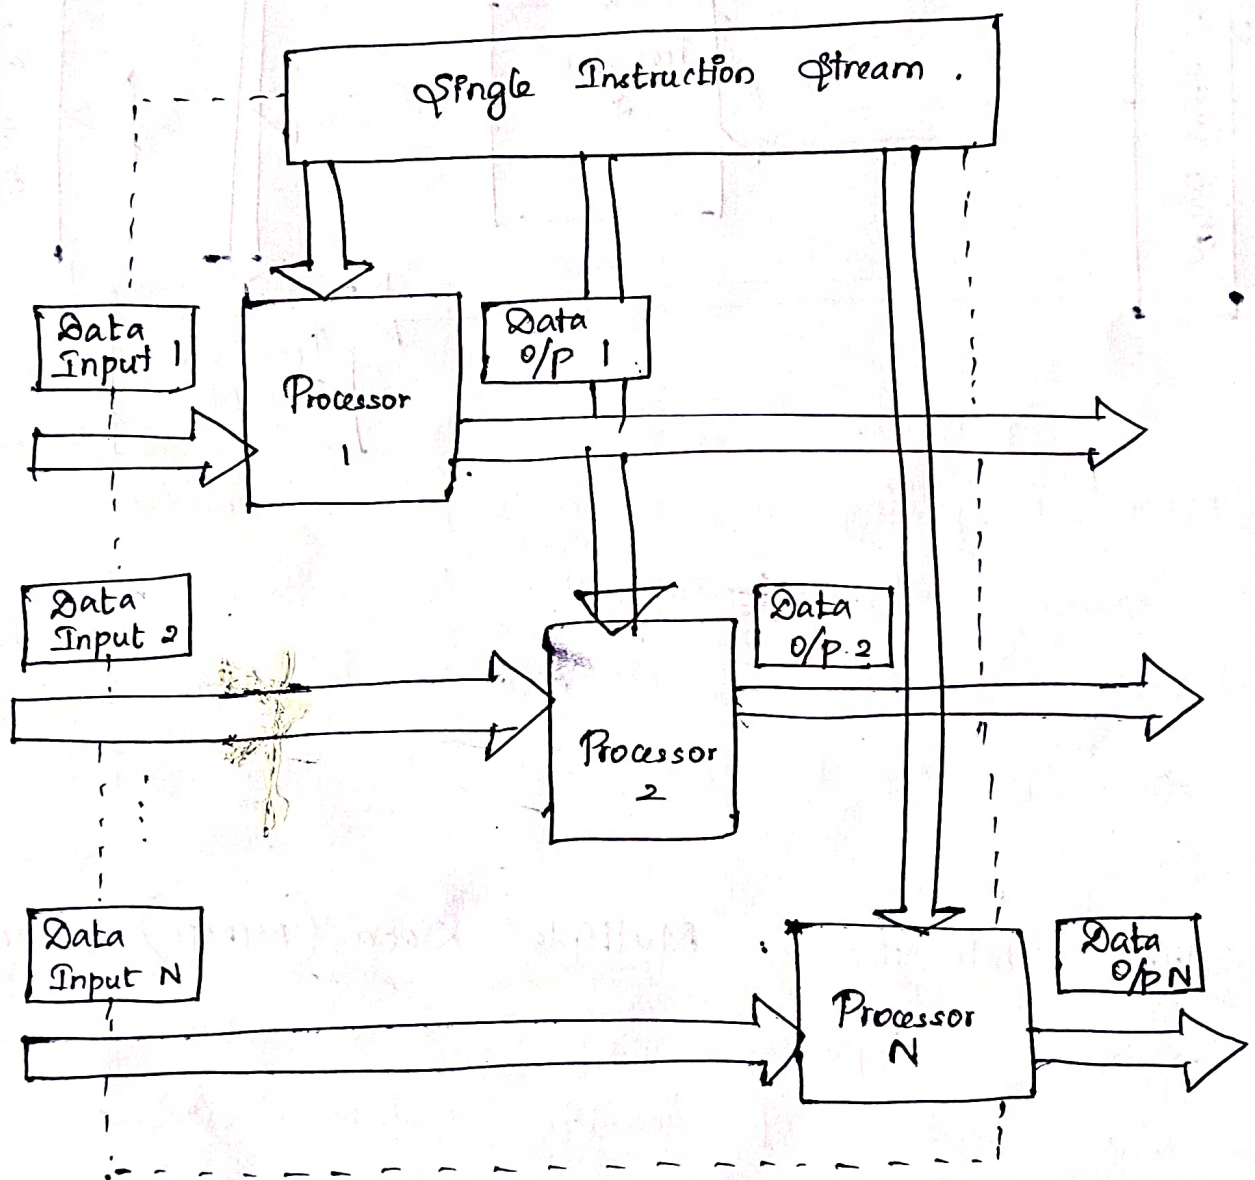 Single Instruction Stream .
Data
Input 1
Processor
1
Data
O/P 1
Data
Input 2
Processor
2
Data
O/P. 2
Data
Input N
Processor
N
Data
O/P N